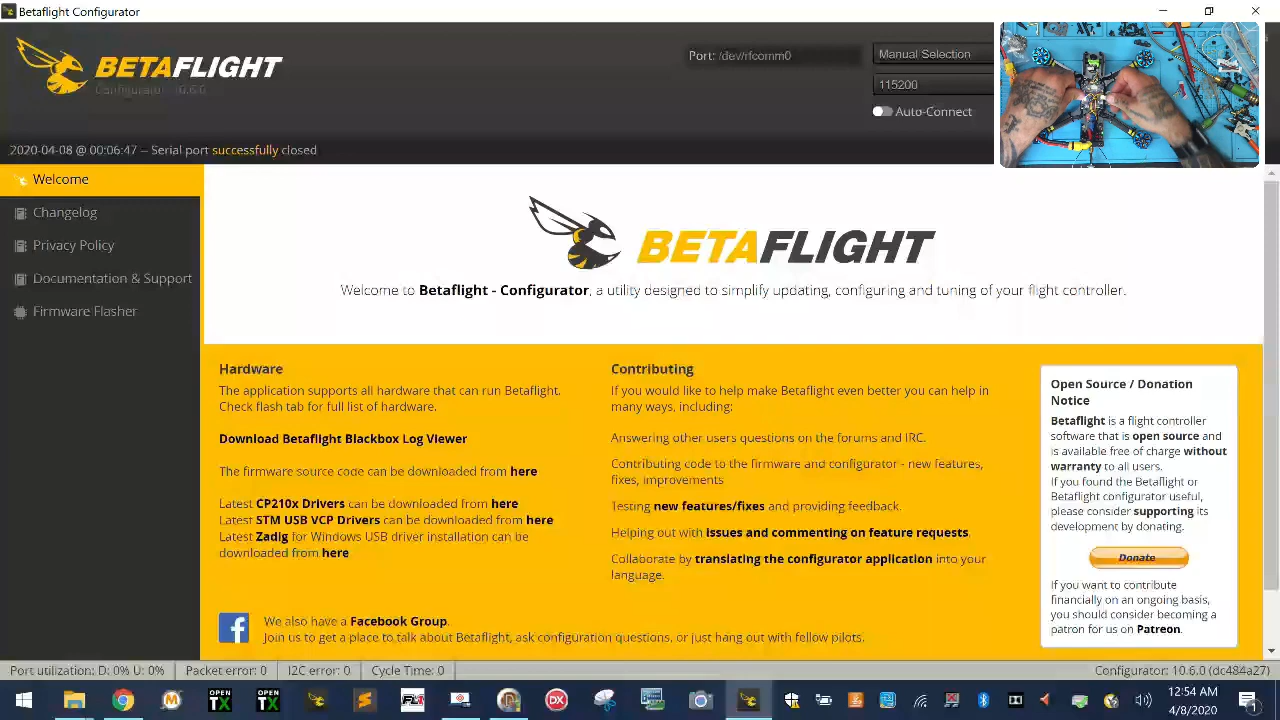 Betaflight Configurator
BETAFLIGHT
Configurator 10.6.0
Port: /dev/rfcomm0
Manual Selection
115200
Auto-Connect
2020-04-08 @ 00:06:47 -- Serial port successfully closed
Welcome
Changelog
Privacy Policy
Documentation & Support
Firmware Flasher
BETAFLIGHT
Welcome to Betaflight - Configurator, a utility designed to simplify updating, configuring and tuning of your flight controller.
Hardware
The application supports all hardware that can run Betaflight.
Check flash tab for full list of hardware.
Download Betaflight Blackbox Log Viewer
The firmware source code can be downloaded from here
Latest CP210x Drivers can be downloaded from here
Latest STM USB VCP Drivers can be downloaded from here
Latest Zadig for Windows USB driver installation can be
downloaded from here
Contributing
If you would like to help make Betaflight even better you can help in
many ways, including:
Answering other users questions on the forums and IRC.
Contributing code to the firmware and configurator - new features,
fixes, improvements
Testing new features/fixes and providing feedback.
Helping out with issues and commenting on feature requests.
Collaborate by translating the configurator application into your
language.
Open Source / Donation
Notice
Betaflight is a flight controller
software that is open source and
is available free of charge without
warranty to all users.
If you found the Betaflight or
Betaflight configurator useful,
please consider supporting its
development by donating.
Donate
If you want to contribute
financially on an ongoing basis,
you should consider becoming a
patron for us on Patreon.
We also have a Facebook Group.
Join us to get a place to talk about Betaflight, ask configuration questions, or just hang out with fellow pilots.
Port utilization: D: 0% U: 0%
Packet error: 0
I2C error: 0
Cycle Time: 0
Configurator: 10.6.0 (dc484a27)
OPEN
TX
OPEN
TX
DX
12:54 AM
4/8/2020